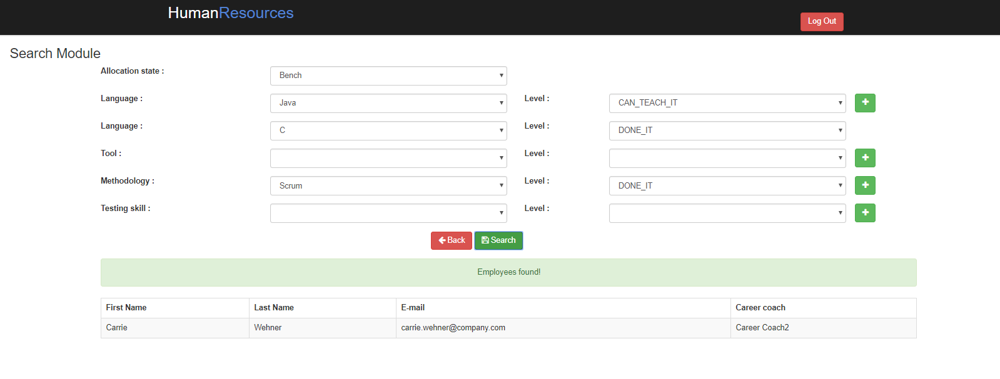 HumanResources
Log Out
Search Module
Allocation state : Bench
Language : Java Level : CAN_TEACH_IT
Language : C Level : DONE_IT
Tool : Level :
Methodology : Scrum Level : DONE_IT
Testing skill : Level :
Back Search
Employees found!
First Name Last Name E-mail Career coach
Carrie Wehner carrie.wehner@company.com Career Coach2